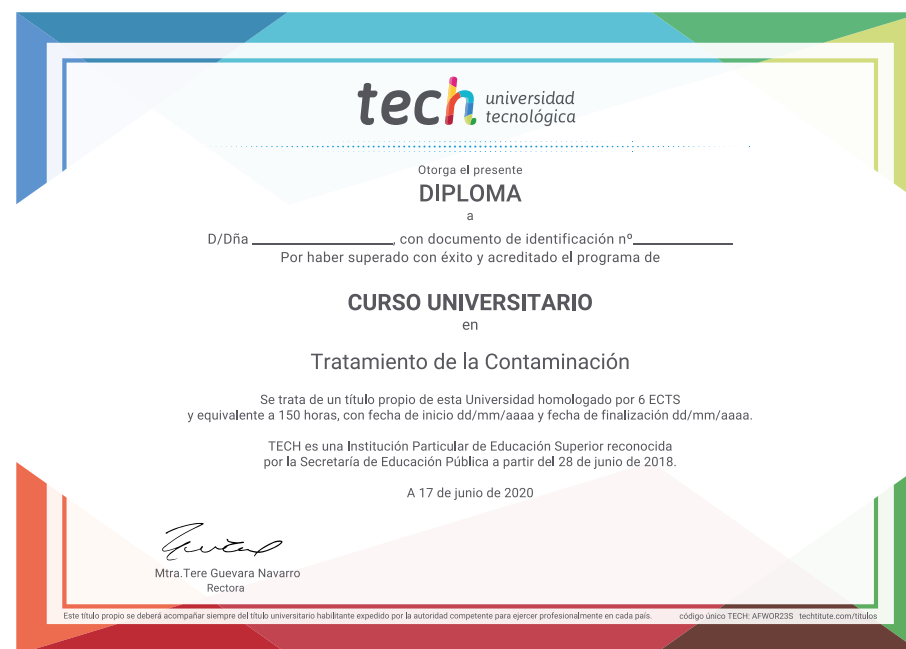 tech universidad
tecnológica
Otorga el presente
DIPLOMA
a
D/Dña ____________________, con documento de identificación nº______________
Por haber superado con éxito y acreditado el programa de
CURSO UNIVERSITARIO
en
Tratamiento de la Contaminación
Se trata de un título propio de esta Universidad homologado por 6 ECTS
y equivalente a 150 horas, con fecha de inicio dd/mm/aaaa y fecha de finalización dd/mm/aaaa.
TECH es una Institución Particular de Educación Superior reconocida
por la Secretaría de Educación Pública a partir del 28 de junio de 2018.
A 17 de junio de 2020
Mtra.Tere Guevara Navarro
Rectora
Este título propio se deberá acompañar siempre del título universitario habilitante expedido por la autoridad competente para ejercer profesionalmente en cada país. código único TECH: AFWOR23S techtitute.com/titulos